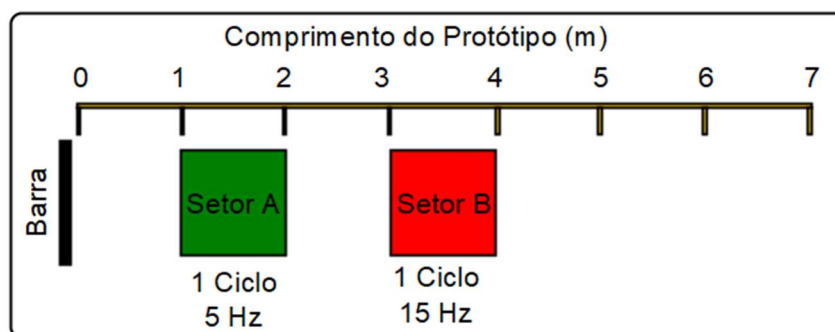 Comprimento do Protótipo (m)
0 1 2 3 4 5 6 7
Barra
Setor A Setor B
1 Ciclo 1 Ciclo
5 Hz 15 Hz